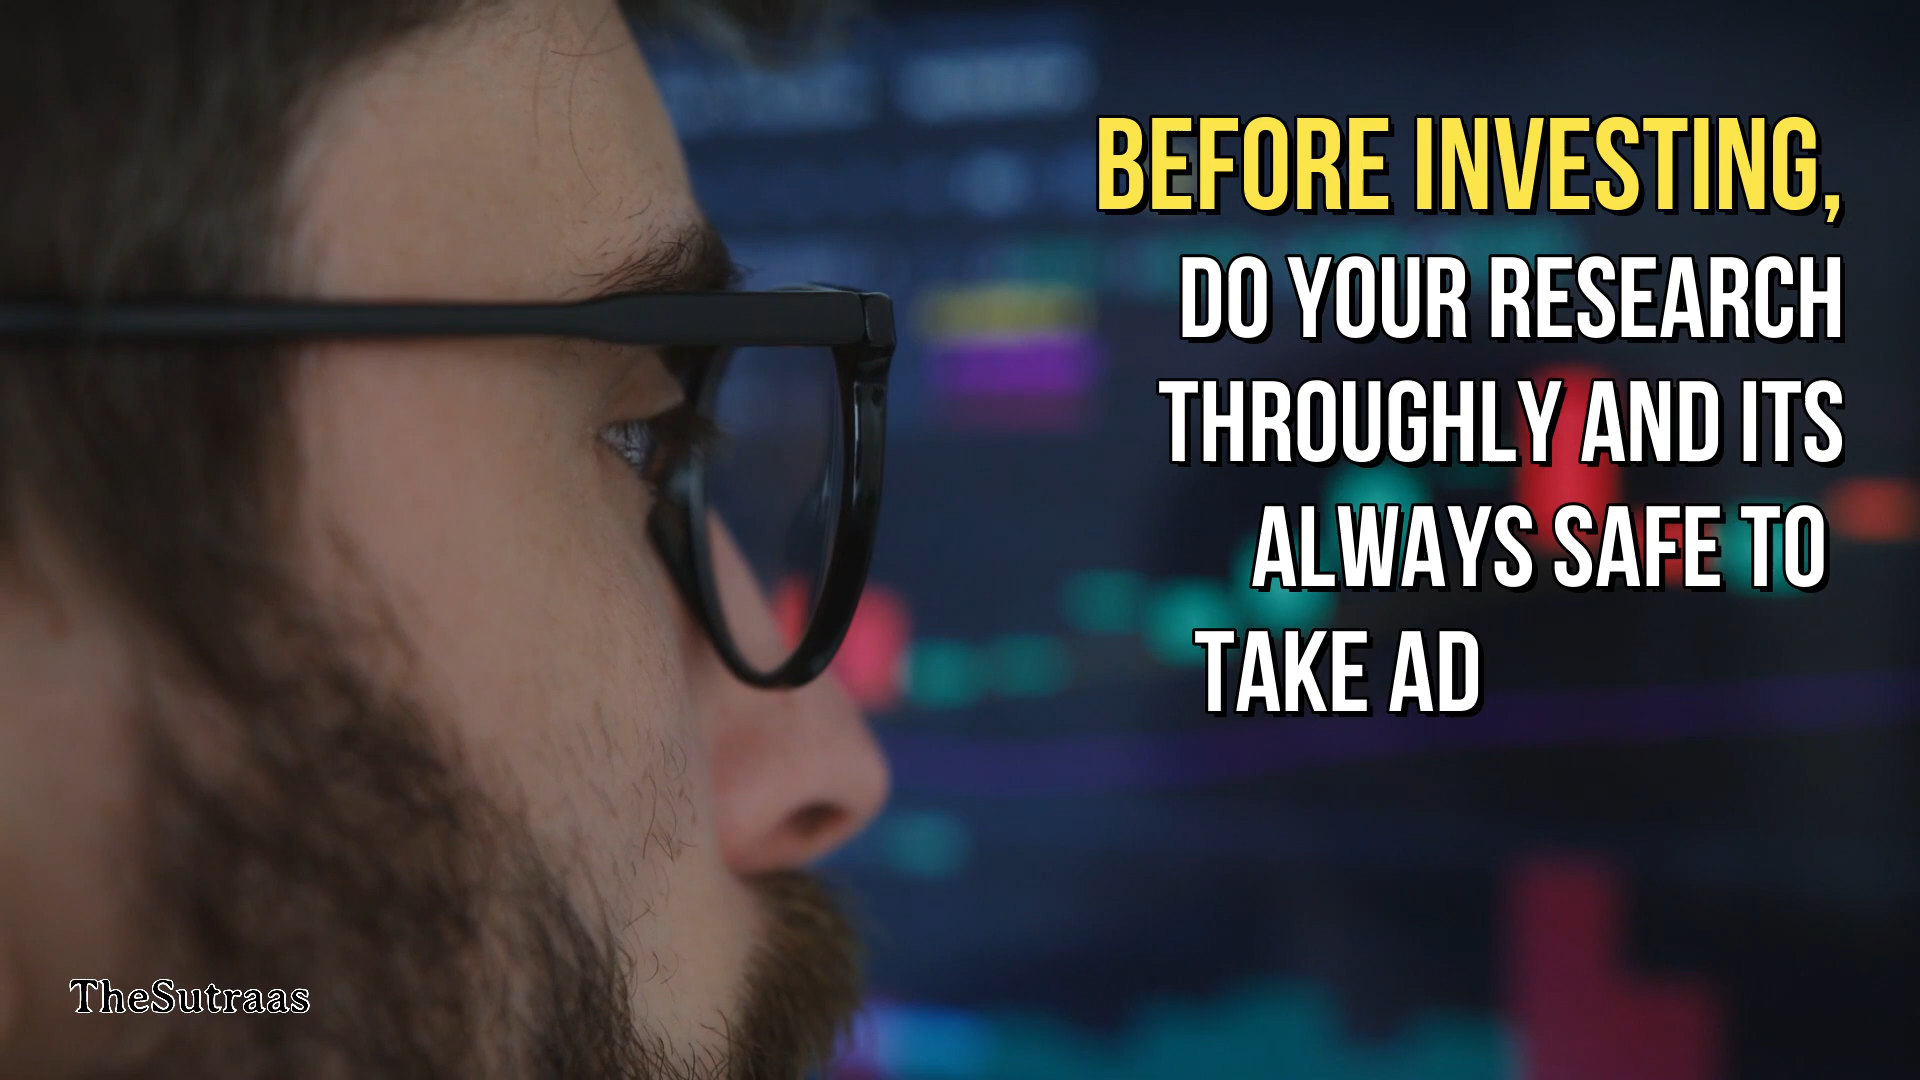 BEFORE INVESTING,
DO YOUR RESEARCH
THROUGHLY AND ITS
ALWAYS SAFE TO
TAKE AD
TheSutraas